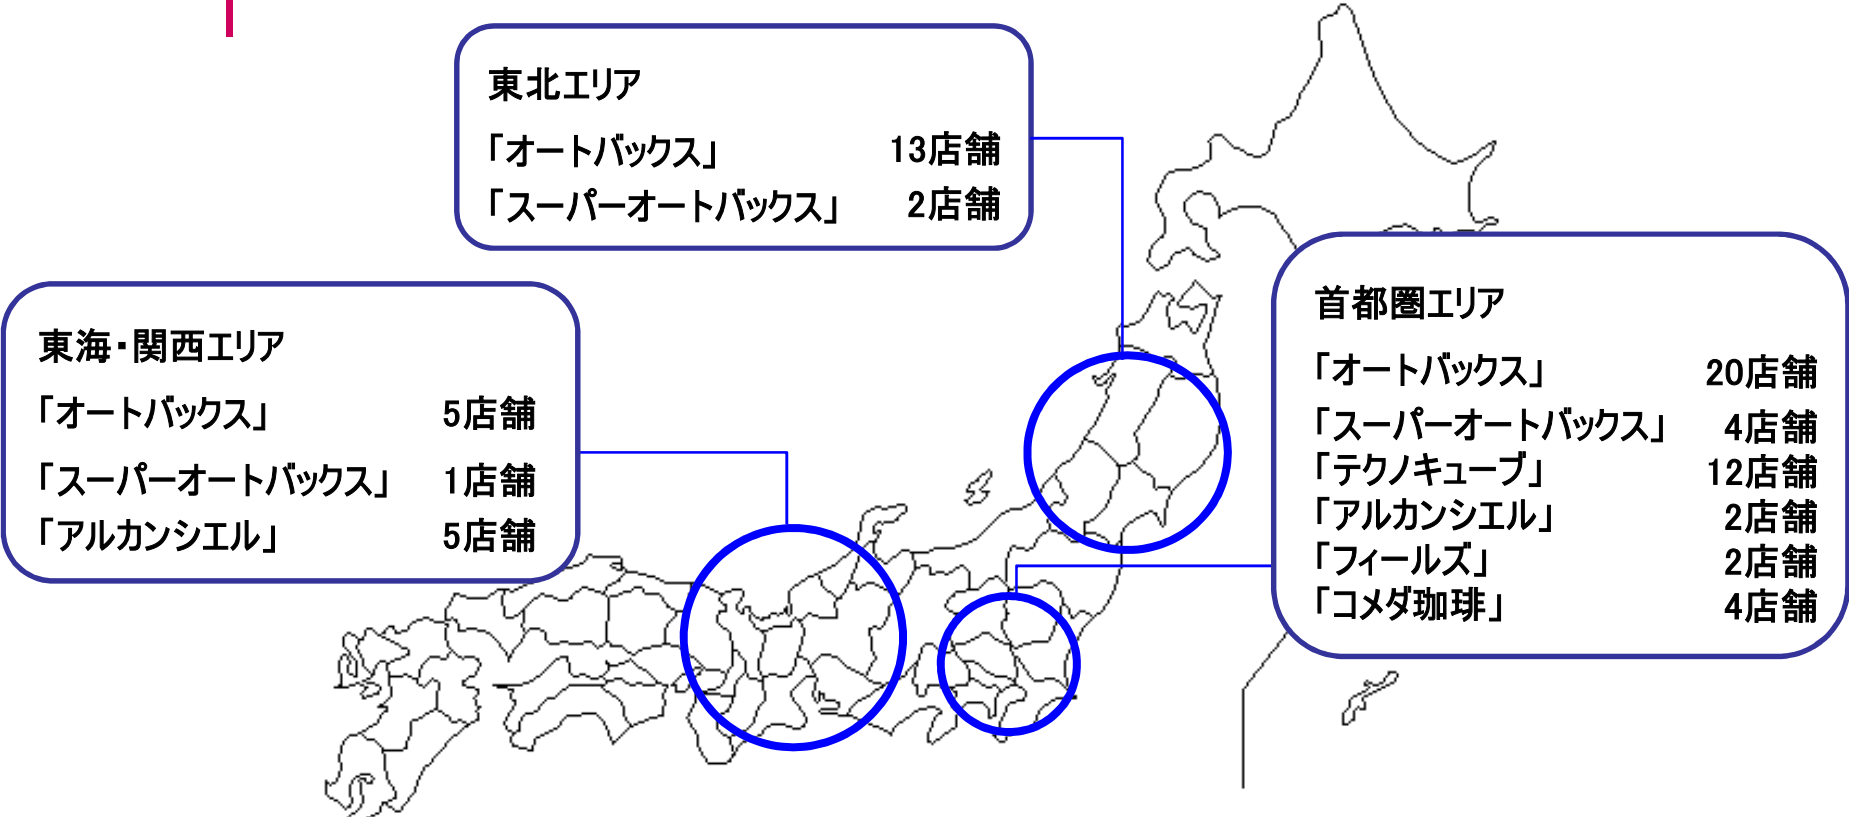 東北エリア
「オートバックス」 13店舗
「スーパーオートバックス」 2店舗
東海・関西エリア
「オートバックス」 5店舗
「スーパーオートバックス」 1店舗
「アルカンシエル」 5店舗
首都圏エリア
「オートバックス」 20店舗
「スーパーオートバックス」 4店舗
「テクノキューブ」 12店舗
「アルカンシエル」 2店舗
「フィールズ」 2店舗
「コメダ珈琲」 4店舗